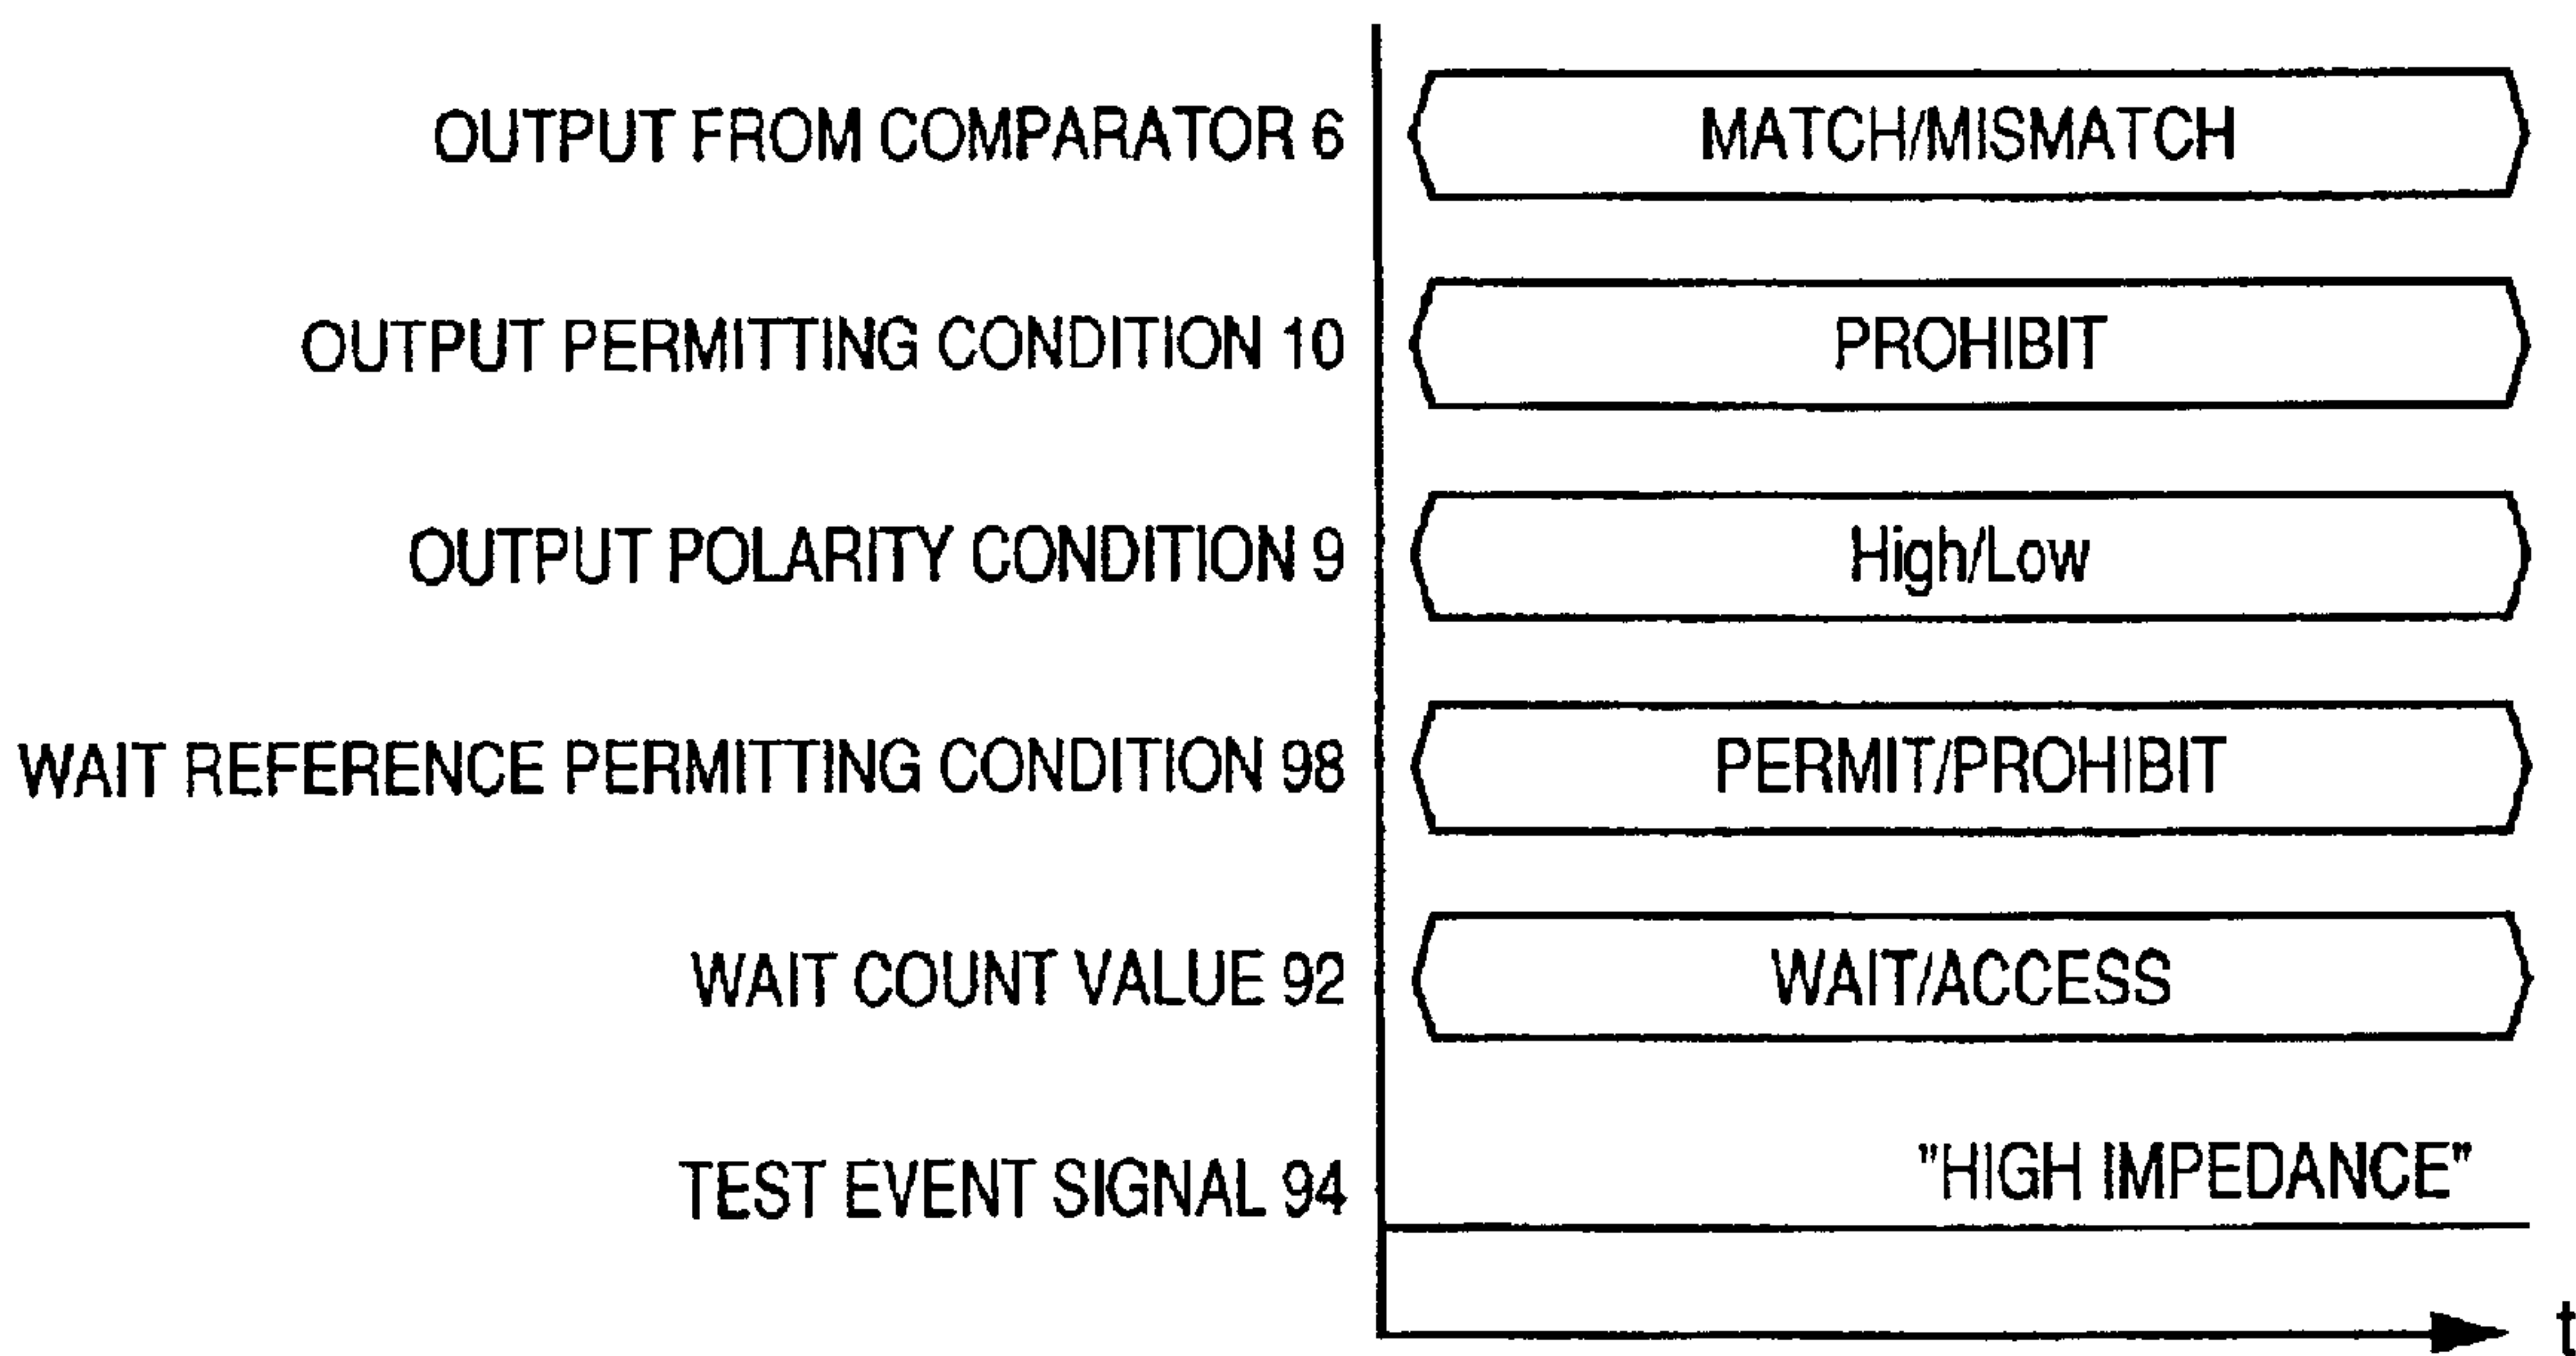 OUTPUT FROM COMPARATOR 6 MATCH/MISMATCH
OUTPUT PERMITTING CONDITION 10 PROHIBIT
OUTPUT POLARITY CONDITION 9 High/Low
WAIT REFERENCE PERMITTING CONDITION 98 PERMIT/PROHIBIT
WAIT COUNT VALUE 92 WAIT/ACCESS
TEST EVENT SIGNAL 94 "HIGH IMPEDANCE"
t